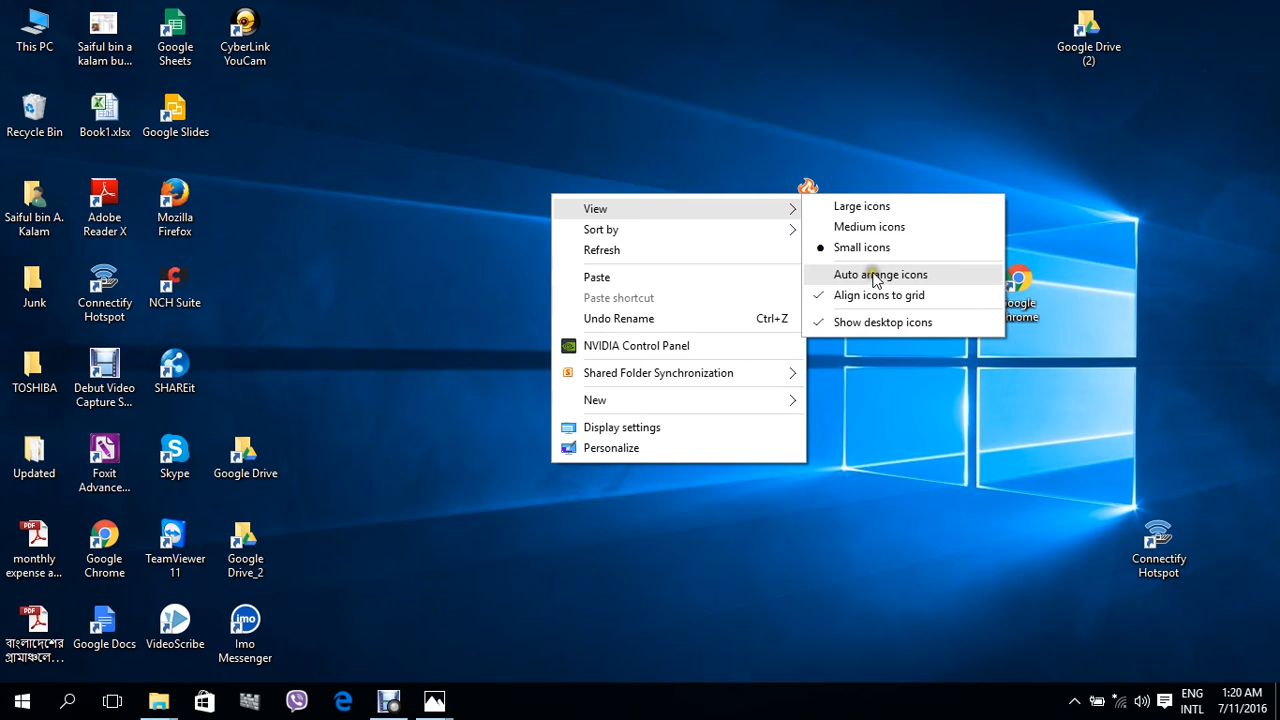 This PC
Saiful bin a
kalam bu...
Google
Sheets
CyberLink
YouCam
Google Drive
(2)
Recycle Bin
Book1.xlsx
Google Slides
Saiful bin A.
Kalam
Adobe
Reader X
Mozilla
Firefox
Junk
Connectify
Hotspot
NCH Suite
TOSHIBA
Debut Video
Capture S...
SHAREit
Updated
Foxit
Advance...
Skype
Google Drive
monthly
expense a...
Google
Chrome
TeamViewer
11
Google
Drive_2
বাংলাদেশের
গ্রামাঞ্চলে...
Google Docs
VideoScribe
imo
Imo
Messenger
View
Sort by
Refresh
Paste
Paste shortcut
Undo Rename Ctrl+Z
NVIDIA Control Panel
Shared Folder Synchronization
New
Display settings
Personalize
Large icons
Medium icons
Small icons
Auto arrange icons
Align icons to grid
Show desktop icons
Connectify
Hotspot
ENG
INTL
1:20 AM
7/11/2016